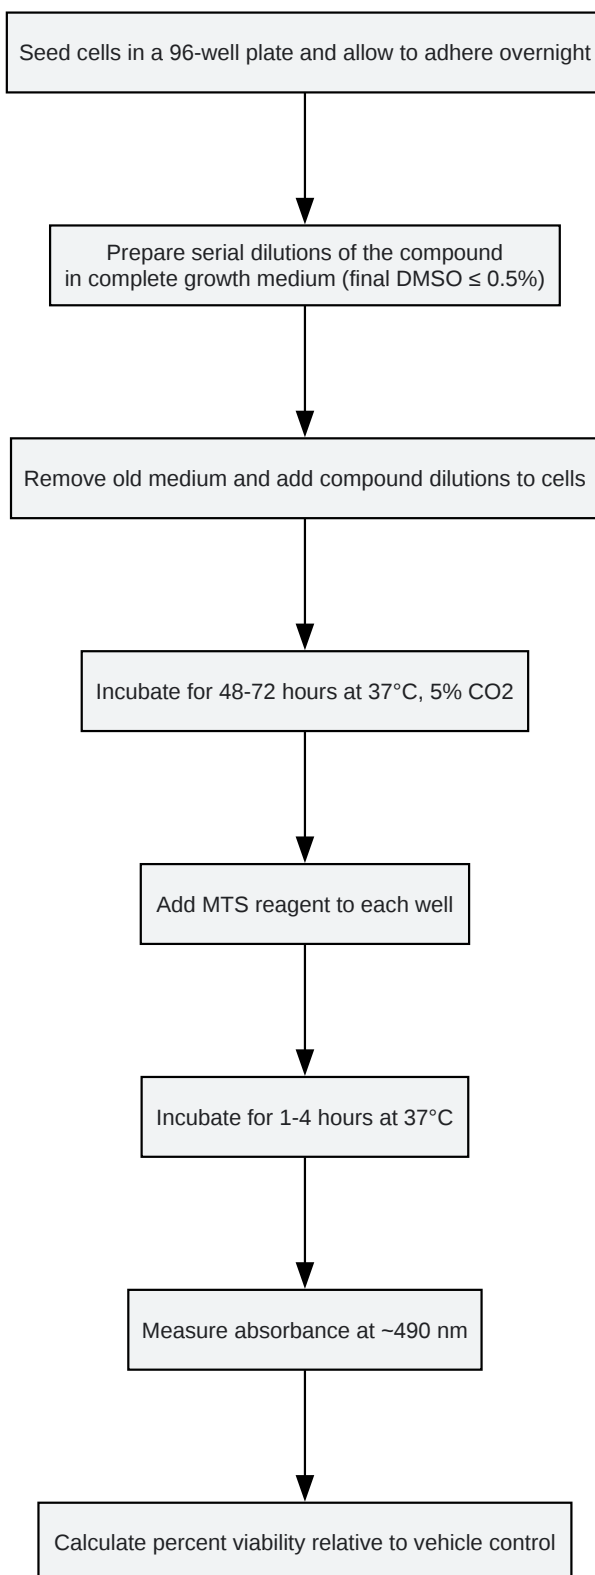 Seed cells in a 96-well plate and allow to adhere overnight
Prepare serial dilutions of the compound
in complete growth medium (final DMSO ≤ 0.5%)
Remove old medium and add compound dilutions to cells
Incubate for 48-72 hours at 37°C, 5% CO2
Add MTS reagent to each well
Incubate for 1-4 hours at 37°C
Measure absorbance at ~490 nm
Calculate percent viability relative to vehicle control